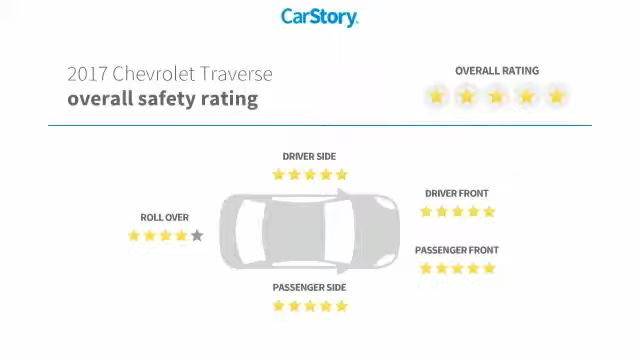 CarStory
2017 Chevrolet Traverse
overall safety rating
OVERALL RATING
DRIVER SIDE
DRIVER FRONT
ROLL OVER
PASSENGER FRONT
PASSENGER SIDE